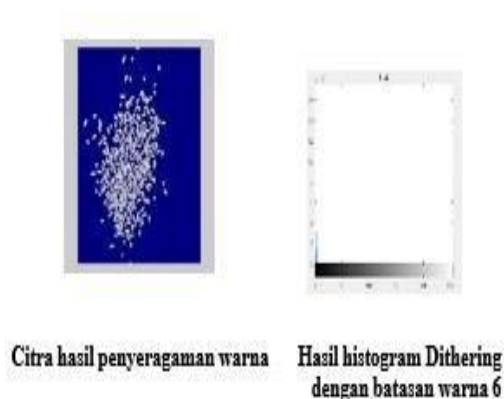 Citra hasil penyeragaman warna
Hasil histogram Dithering
dengan batasan warna 6